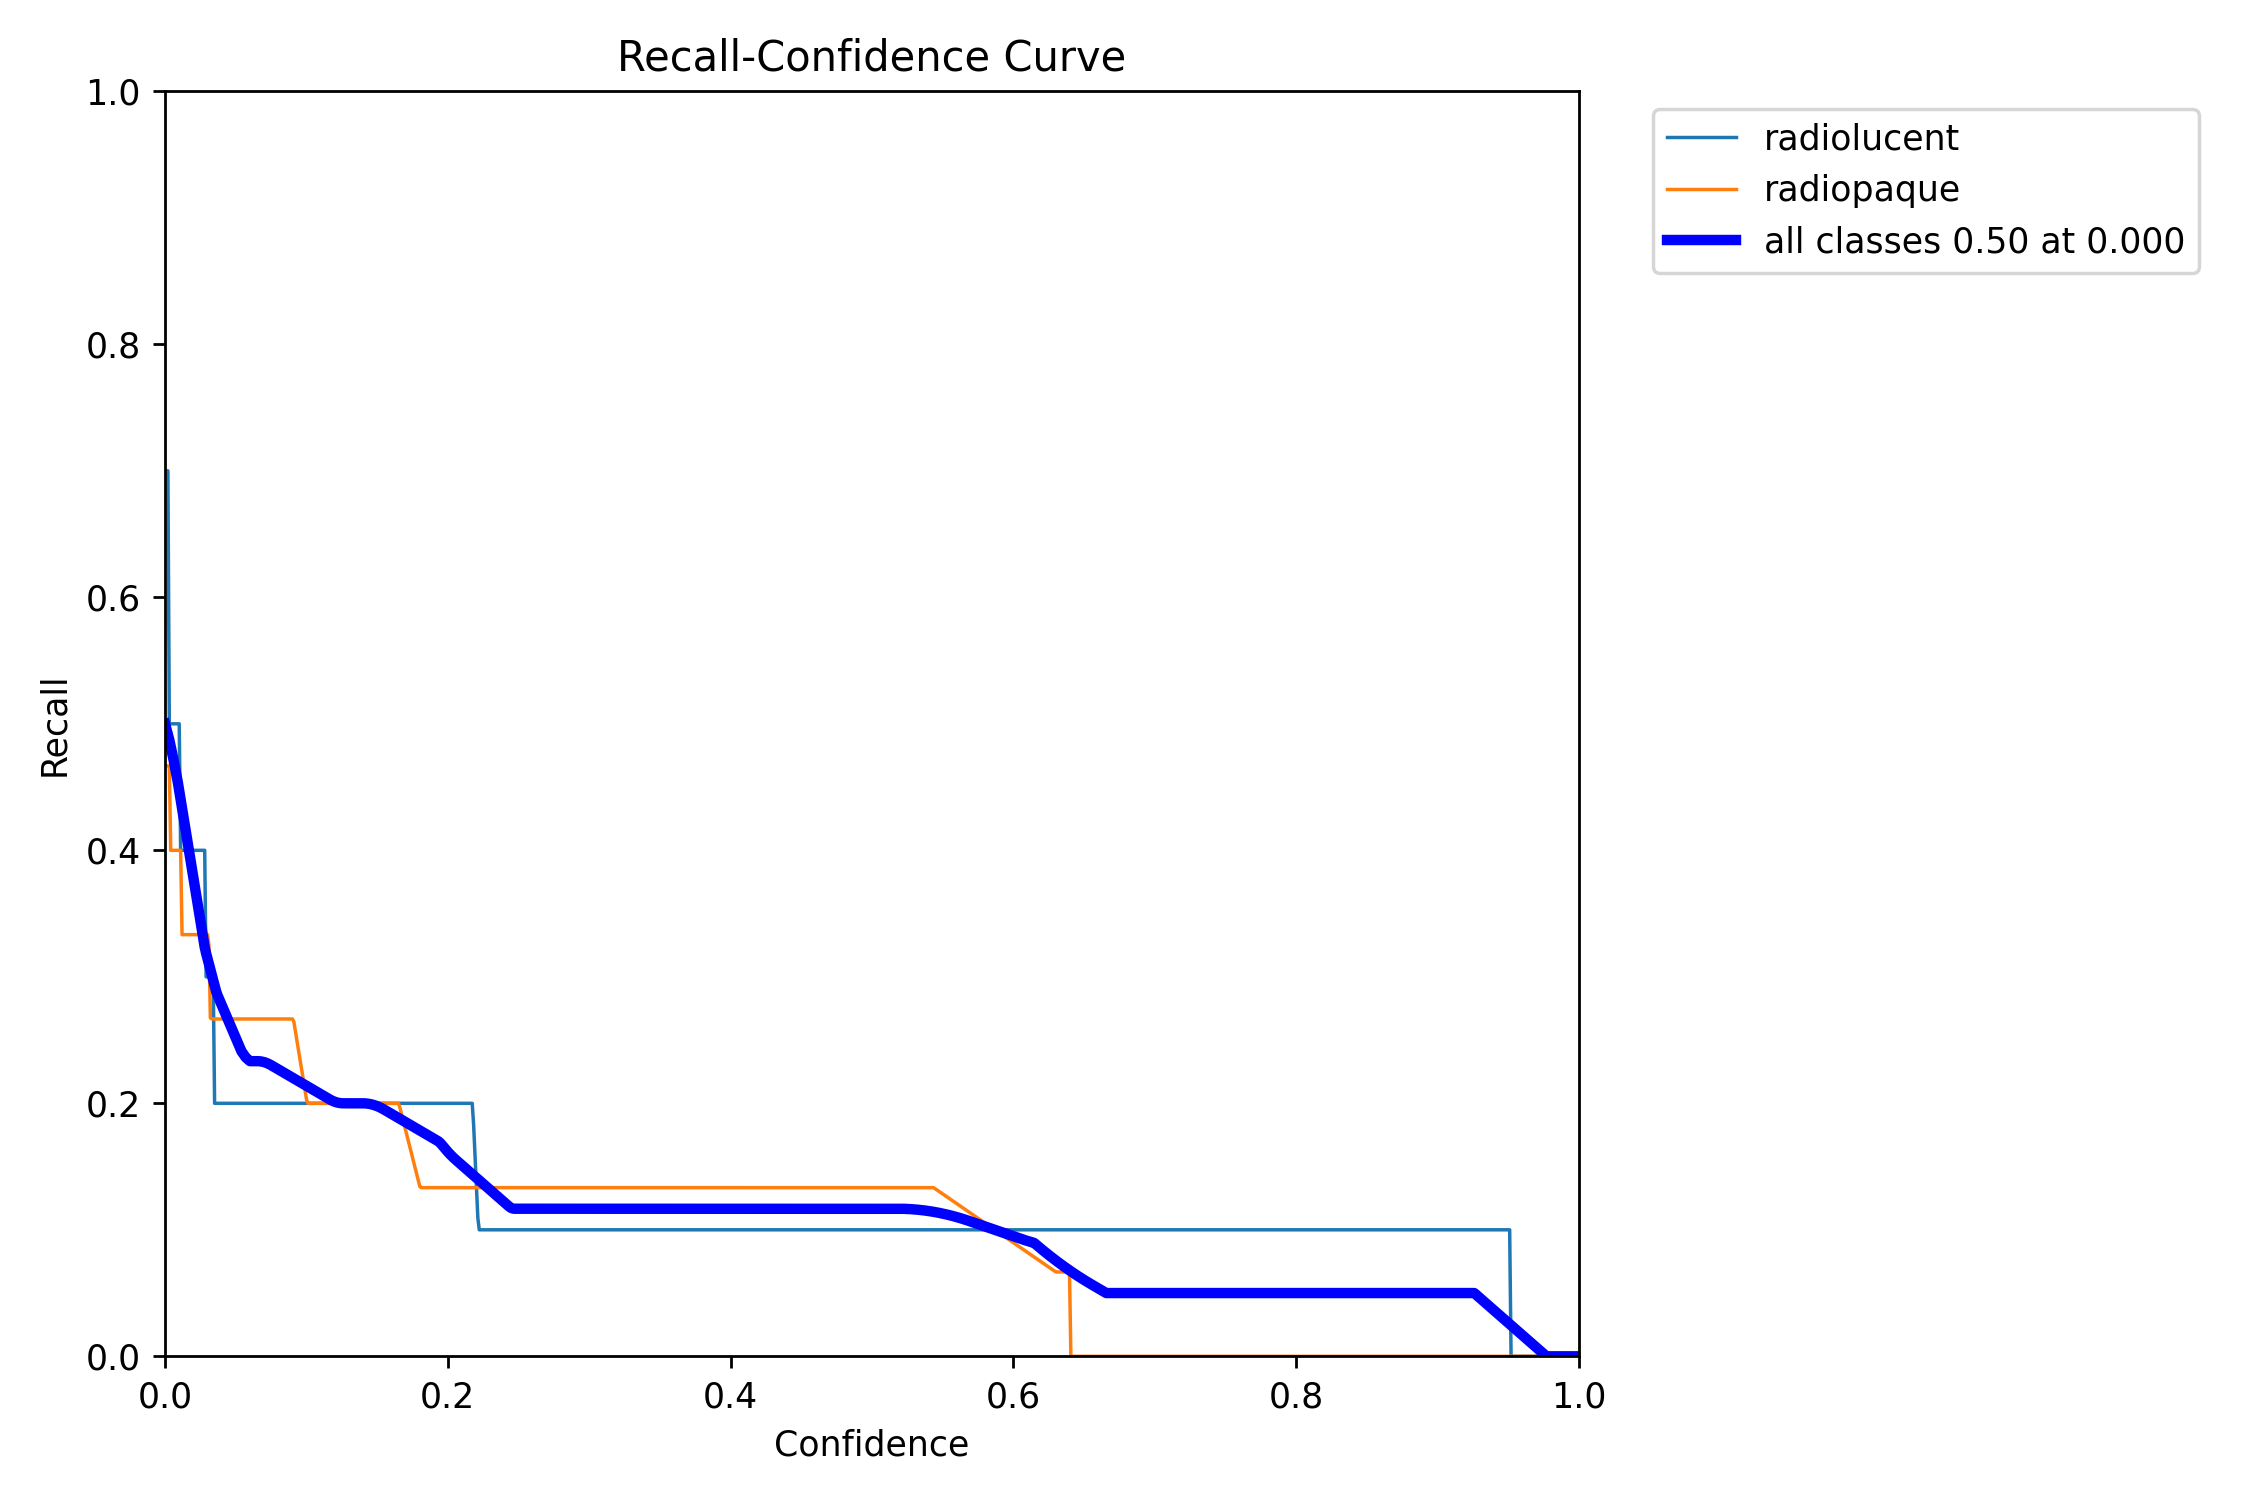 Recall-Confidence Curve
1.0
0.8
0.6
0.4
0.2
0.0
Recall
0.0 0.2 0.4 0.6 0.8 1.0
Confidence
radiolucent
radiopaque
all classes 0.50 at 0.000